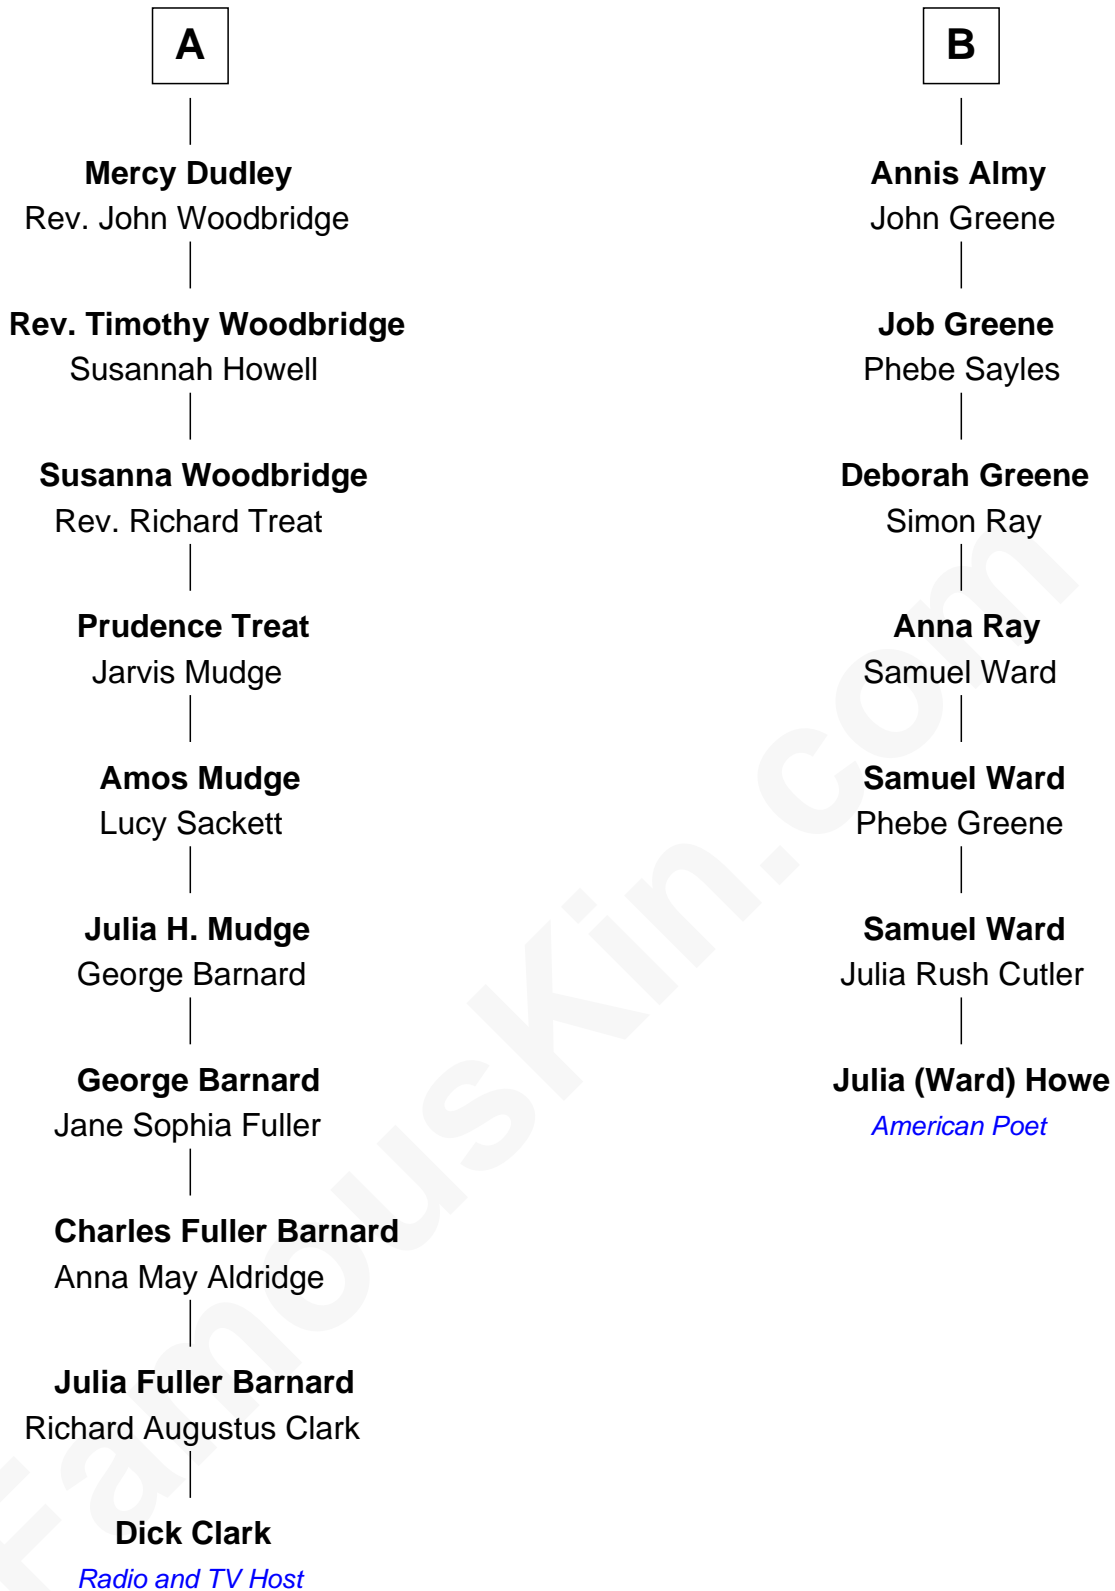 A
Mercy Dudley
Rev. John Woodbridge
Rev. Timothy Woodbridge
Susannah Howell
Susanna Woodbridge
Rev. Richard Treat
Prudence Treat
Jarvis Mudge
Amos Mudge
Lucy Sackett
Julia H. Mudge
George Barnard
George Barnard
Jane Sophia Fuller
Charles Fuller Barnard
Anna May Aldridge
Julia Fuller Barnard
Richard Augustus Clark
Dick Clark
Radio and TV Host
B
Annis Almy
John Greene
Job Greene
Phebe Sayles
Deborah Greene
Simon Ray
Anna Ray
Samuel Ward
Samuel Ward
Phebe Greene
Samuel Ward
Julia Rush Cutler
Julia (Ward) Howe
American Poet
FamousKin.com